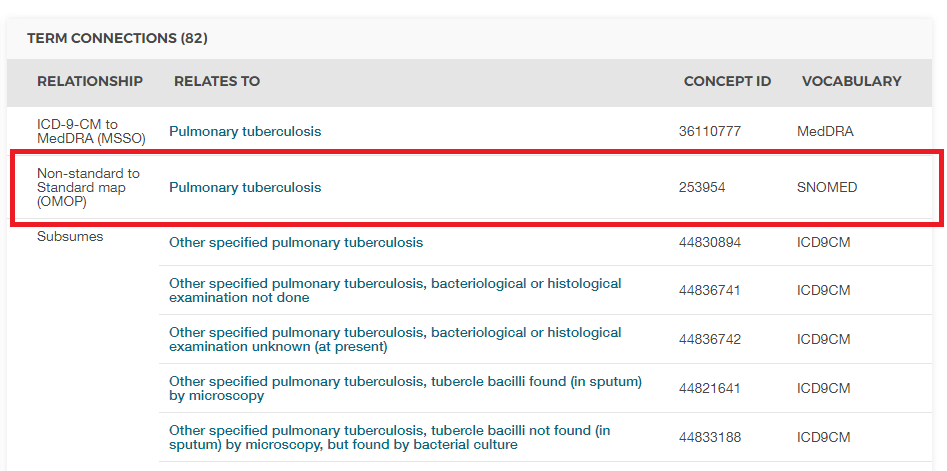 TERM CONNECTIONS (82)
RELATIONSHIP RELATES TO CONCEPT ID VOCABULARY
ICD-9-CM to
MedDRA (MSSO) Pulmonary tuberculosis 36110777 MedDRA
Non-standard to
Standard map
(OMOP) Pulmonary tuberculosis 253954 SNOMED
Subsumes
Other specified pulmonary tuberculosis 44830894 ICD9CM
Other specified pulmonary tuberculosis, bacteriological or histological
examination not done 44836741 ICD9CM
Other specified pulmonary tuberculosis, bacteriological or histological
examination unknown (at present) 44836742 ICD9CM
Other specified pulmonary tuberculosis, tubercle bacilli found (in sputum)
by microscopy 44821641 ICD9CM
Other specified pulmonary tuberculosis, tubercle bacilli not found (in
sputum) by microscopy, but found by bacterial culture 44833188 ICD9CM